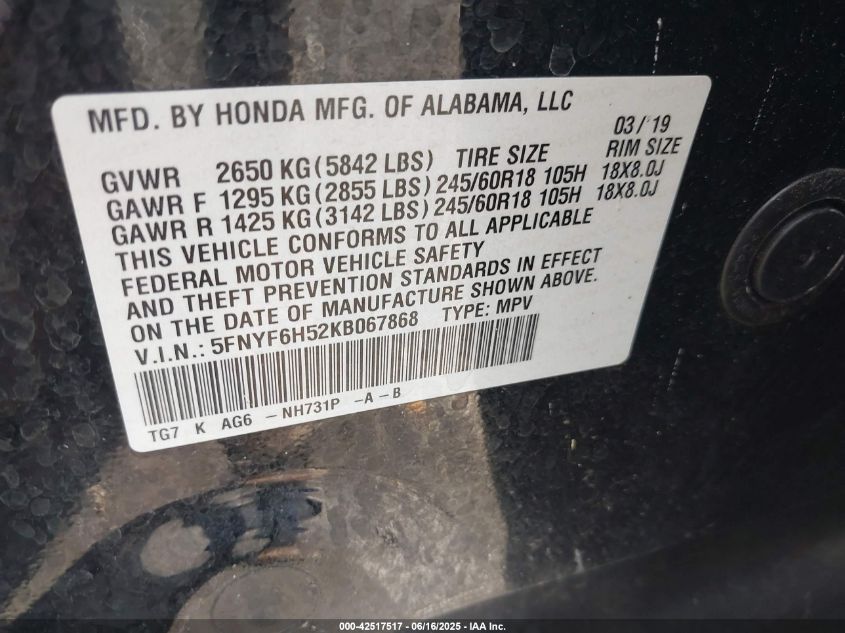 MFD. BY HONDA MFG. OF ALABAMA, LLC
03/19
GVWR 2650 KG (5842 LBS) TIRE SIZE RIM SIZE
GAWR F 1295 KG (2855 LBS) 245/60R18 105H 18X8.0J
GAWR R 1425 KG (3142 LBS) 245/60R18 105H 18X8.0J
THIS VEHICLE CONFORMS TO ALL APPLICABLE
FEDERAL MOTOR VEHICLE SAFETY
AND THEFT PREVENTION STANDARDS IN EFFECT
ON THE DATE OF MANUFACTURE SHOWN ABOVE.
V.I.N.: 5FNYF6H52KB067868 TYPE: MPV
TG7 K AG6 - NH731P - A - B
000-42517517 - 06/16/2025 - IAA Inc.